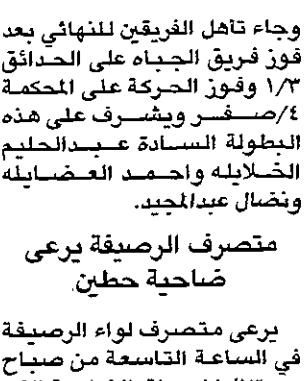 وجاء تأهل الفريقين للنهائي بعد
فوز فريق الجباه على الحدائق
١/٣ وفوز الحركة على المحكمة
٤/صفر ويشرف على هذه
البطولة السادة عبدالحليم
الخلايله واحمد العضايله
ونضال عبدالمجيد.
متصرف الرصيفة يرعى
ضاحية حطين
يرعى متصرف لواء الرصيفة
في الساعة التاسعة من صباح